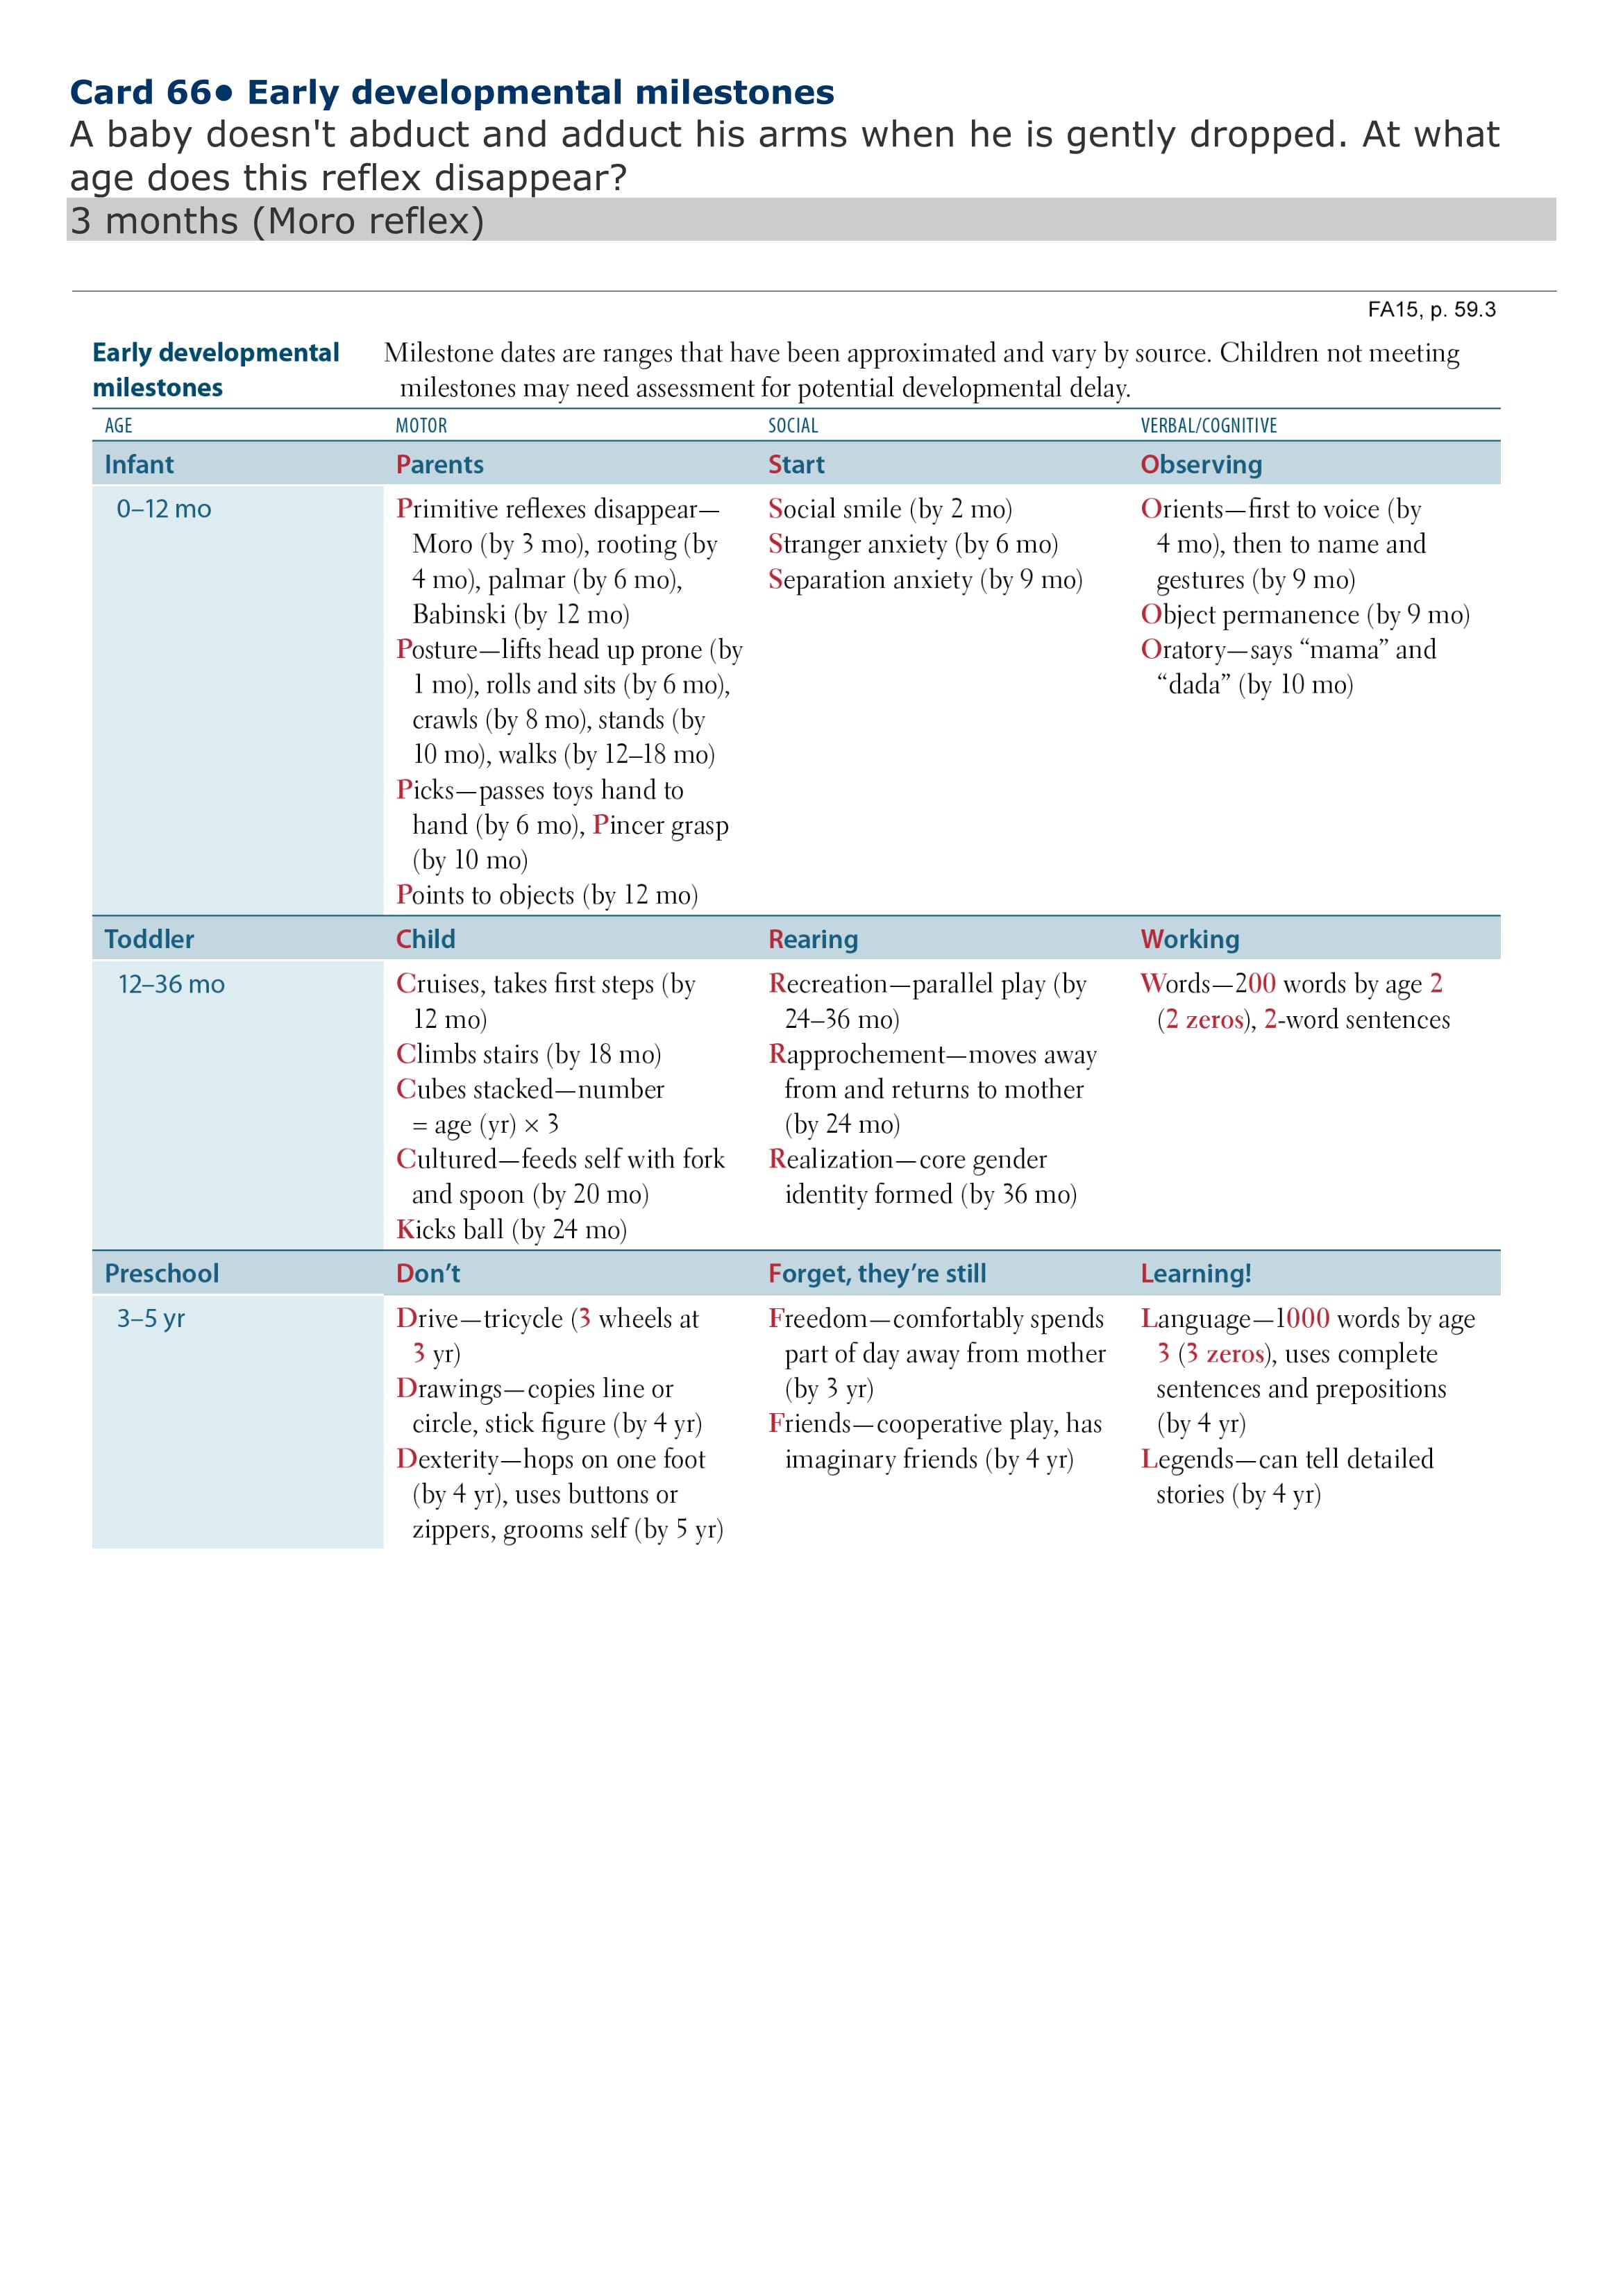 Card 66● Early developmental milestones
A baby doesn't abduct and adduct his arms when he is gently dropped. At what
age does this reflex disappear?
3 months (Moro reflex)
FA15, p. 59.3
Early developmental milestones
Milestone dates are ranges that have been approximated and vary by source. Children not meeting
milestones may need assessment for potential developmental delay.
AGE MOTOR SOCIAL VERBAL/COGNITIVE
Infant Parents Start Observing
0–12 mo
Primitive reflexes disappear—
Moro (by 3 mo), rooting (by
4 mo), palmar (by 6 mo),
Babinski (by 12 mo)
Posture—lifts head up prone (by
1 mo), rolls and sits (by 6 mo),
crawls (by 8 mo), stands (by
10 mo), walks (by 12–18 mo)
Picks—passes toys hand to
hand (by 6 mo), Pincer grasp
(by 10 mo)
Points to objects (by 12 mo)
Social smile (by 2 mo)
Stranger anxiety (by 6 mo)
Separation anxiety (by 9 mo)
Orients—first to voice (by
4 mo), then to name and
gestures (by 9 mo)
Object permanence (by 9 mo)
Oratory—says “mama” and
“dada” (by 10 mo)
Toddler Child Rearing Working
12–36 mo
Cruises, takes first steps (by
12 mo)
Climbs stairs (by 18 mo)
Cubes stacked—number
= age (yr) × 3
Cultured—feeds self with fork
and spoon (by 20 mo)
Kicks ball (by 24 mo)
Recreation—parallel play (by
24–36 mo)
Rapprochement—moves away
from and returns to mother
(by 24 mo)
Realization—core gender
identity formed (by 36 mo)
Words—200 words by age 2
(2 zeros), 2-word sentences
Preschool Don’t Forget, they’re still Learning!
3–5 yr
Drive—tricycle (3 wheels at
3 yr)
Drawings—copies line or
circle, stick figure (by 4 yr)
Dexterity—hops on one foot
(by 4 yr), uses buttons or
zippers, grooms self (by 5 yr)
Freedom—comfortably spends
part of day away from mother
(by 3 yr)
Friends—cooperative play, has
imaginary friends (by 4 yr)
Language—1000 words by age
3 (3 zeros), uses complete
sentences and prepositions
(by 4 yr)
Legends—can tell detailed
stories (by 4 yr)